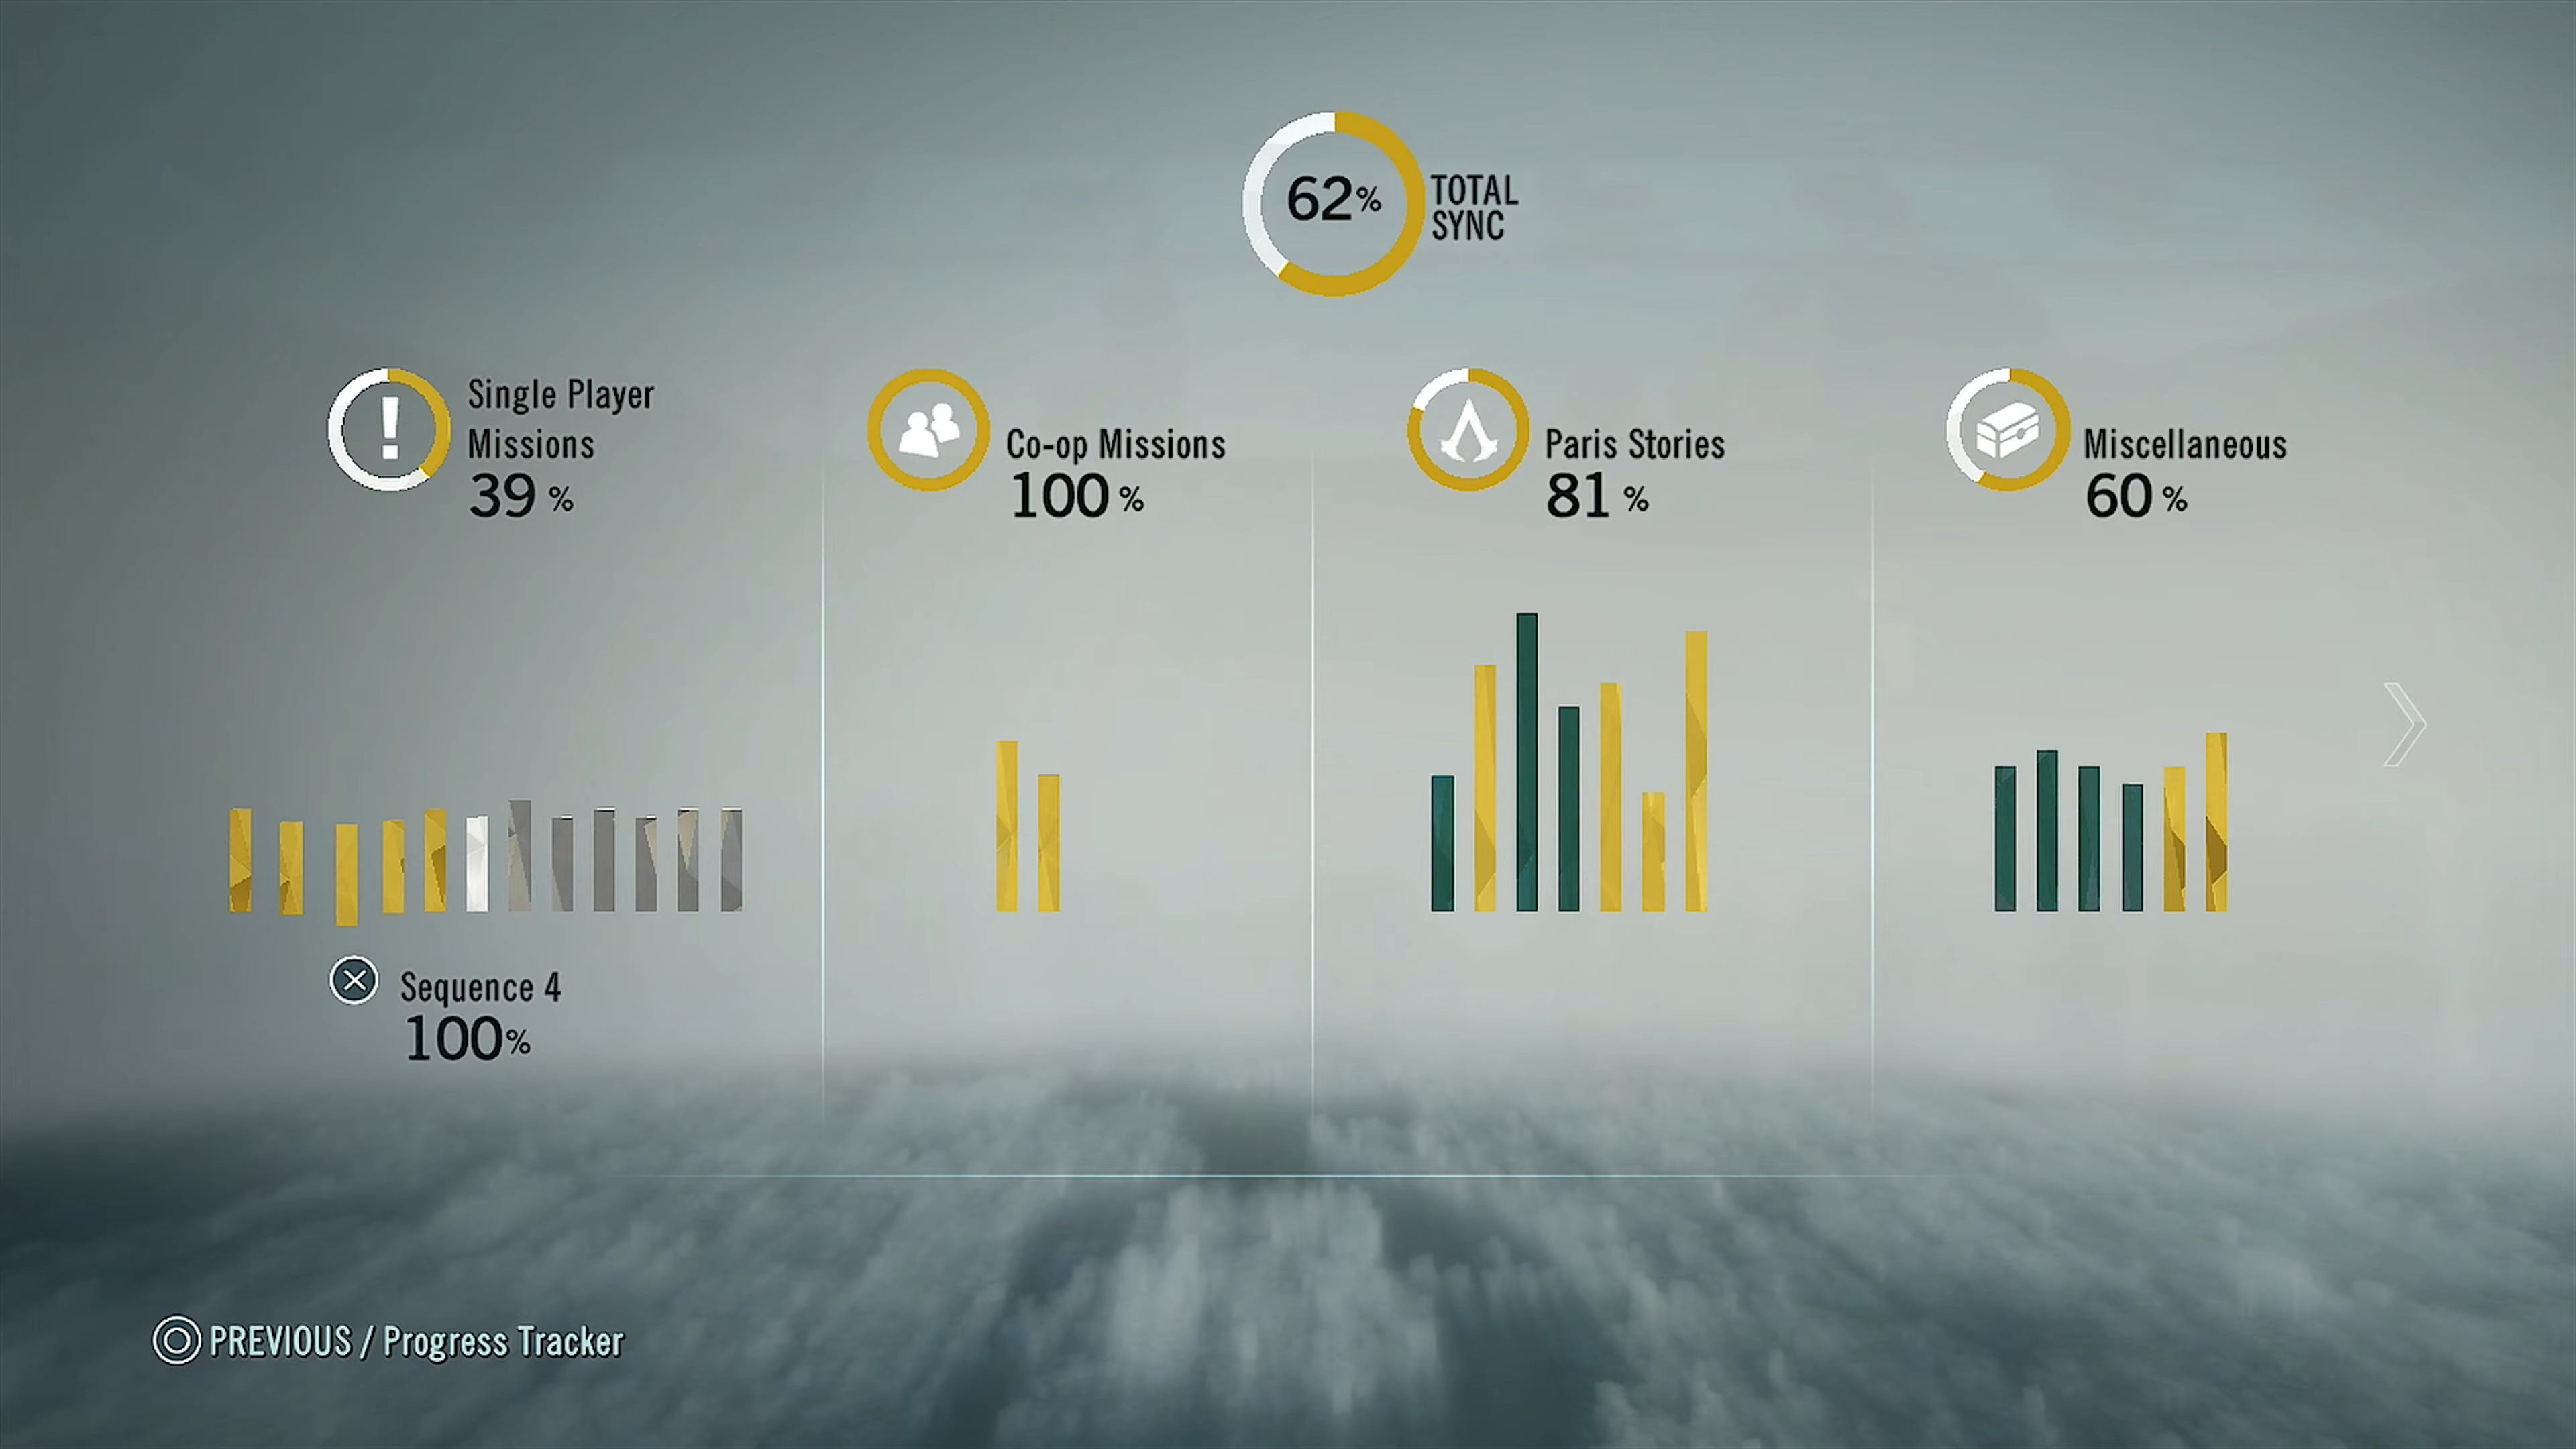 62%
TOTAL
SYNC
Single Player
Missions
39 %
Co-op Missions
100 %
Paris Stories
81 %
Miscellaneous
60 %
Sequence 4
100%
PREVIOUS / Progress Tracker